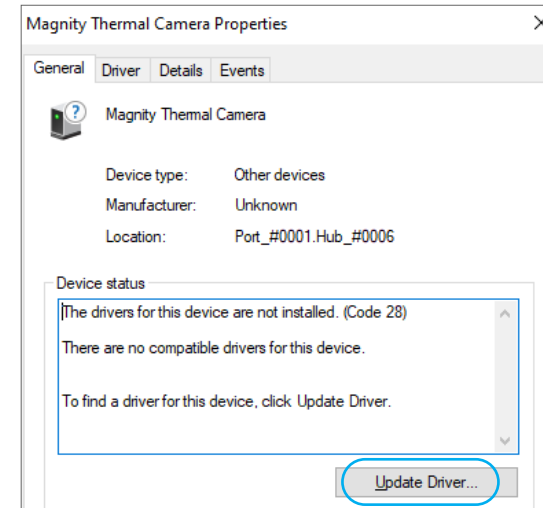 Magnity Thermal Camera Properties
General Driver Details Events
Magnity Thermal Camera
Device type: Other devices
Manufacturer: Unknown
Location: Port_#0001.Hub_#0006
Device status
The drivers for this device are not installed. (Code 28)
There are no compatible drivers for this device.
To find a driver for this device, click Update Driver.
Update Driver...